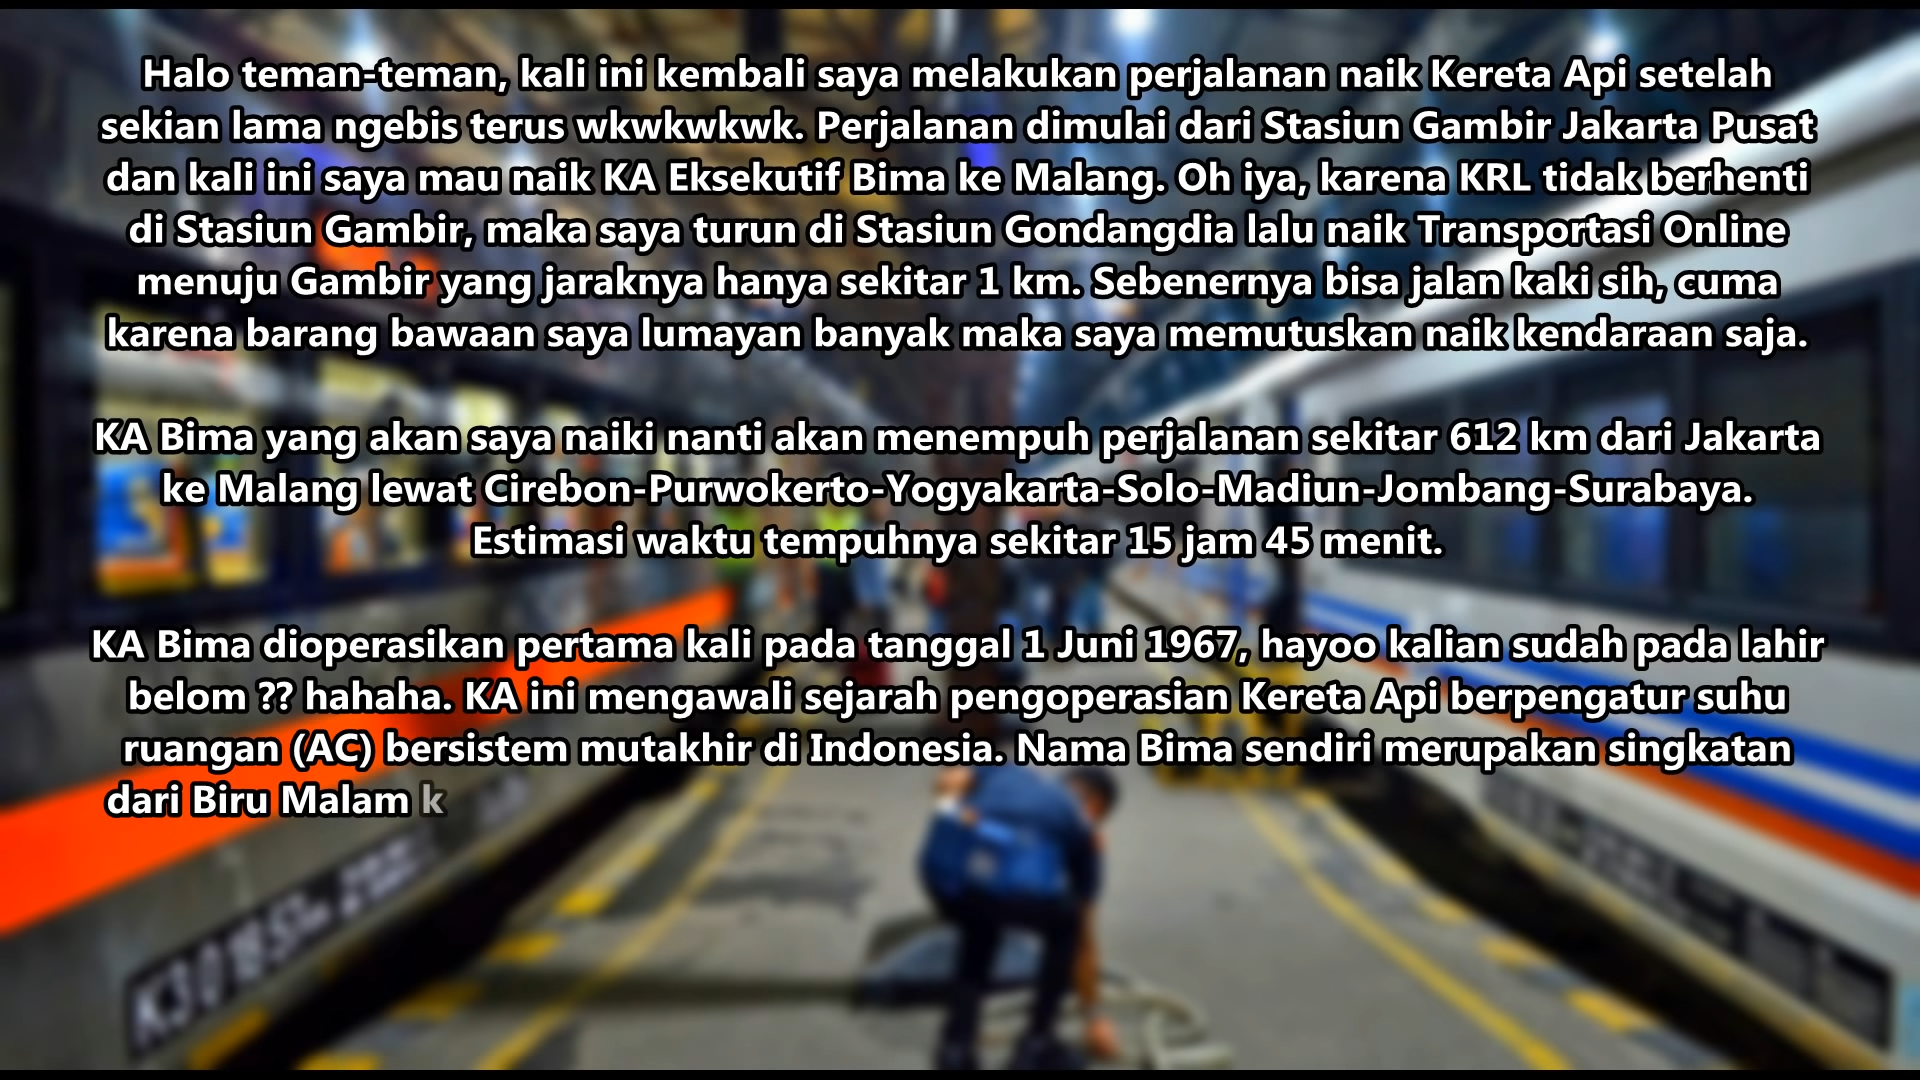 Halo teman-teman, kali ini kembali saya melakukan perjalanan naik Kereta Api setelah
sekian lama ngebis terus wkwkwkwk. Perjalanan dimulai dari Stasiun Gambir Jakarta Pusat
dan kali ini saya mau naik KA Eksekutif Bima ke Malang. Oh iya, karena KRL tidak berhenti
di Stasiun Gambir, maka saya turun di Stasiun Gondangdia lalu naik Transportasi Online
menuju Gambir yang jaraknya hanya sekitar 1 km. Sebenernya bisa jalan kaki sih, cuma
karena barang bawaan saya lumayan banyak maka saya memutuskan naik kendaraan saja.
KA Bima yang akan saya naiki nanti akan menempuh perjalanan sekitar 612 km dari Jakarta
ke Malang lewat Cirebon-Purwokerto-Yogyakarta-Solo-Madiun-Jombang-Surabaya.
Estimasi waktu tempuhnya sekitar 15 jam 45 menit.
KA Bima dioperasikan pertama kali pada tanggal 1 Juni 1967, hayoo kalian sudah pada lahir
belom ?? hahaha. KA ini mengawali sejarah pengoperasian Kereta Api berpengatur suhu
ruangan (AC) bersistem mutakhir di Indonesia. Nama Bima sendiri merupakan singkatan
dari Biru Malam k